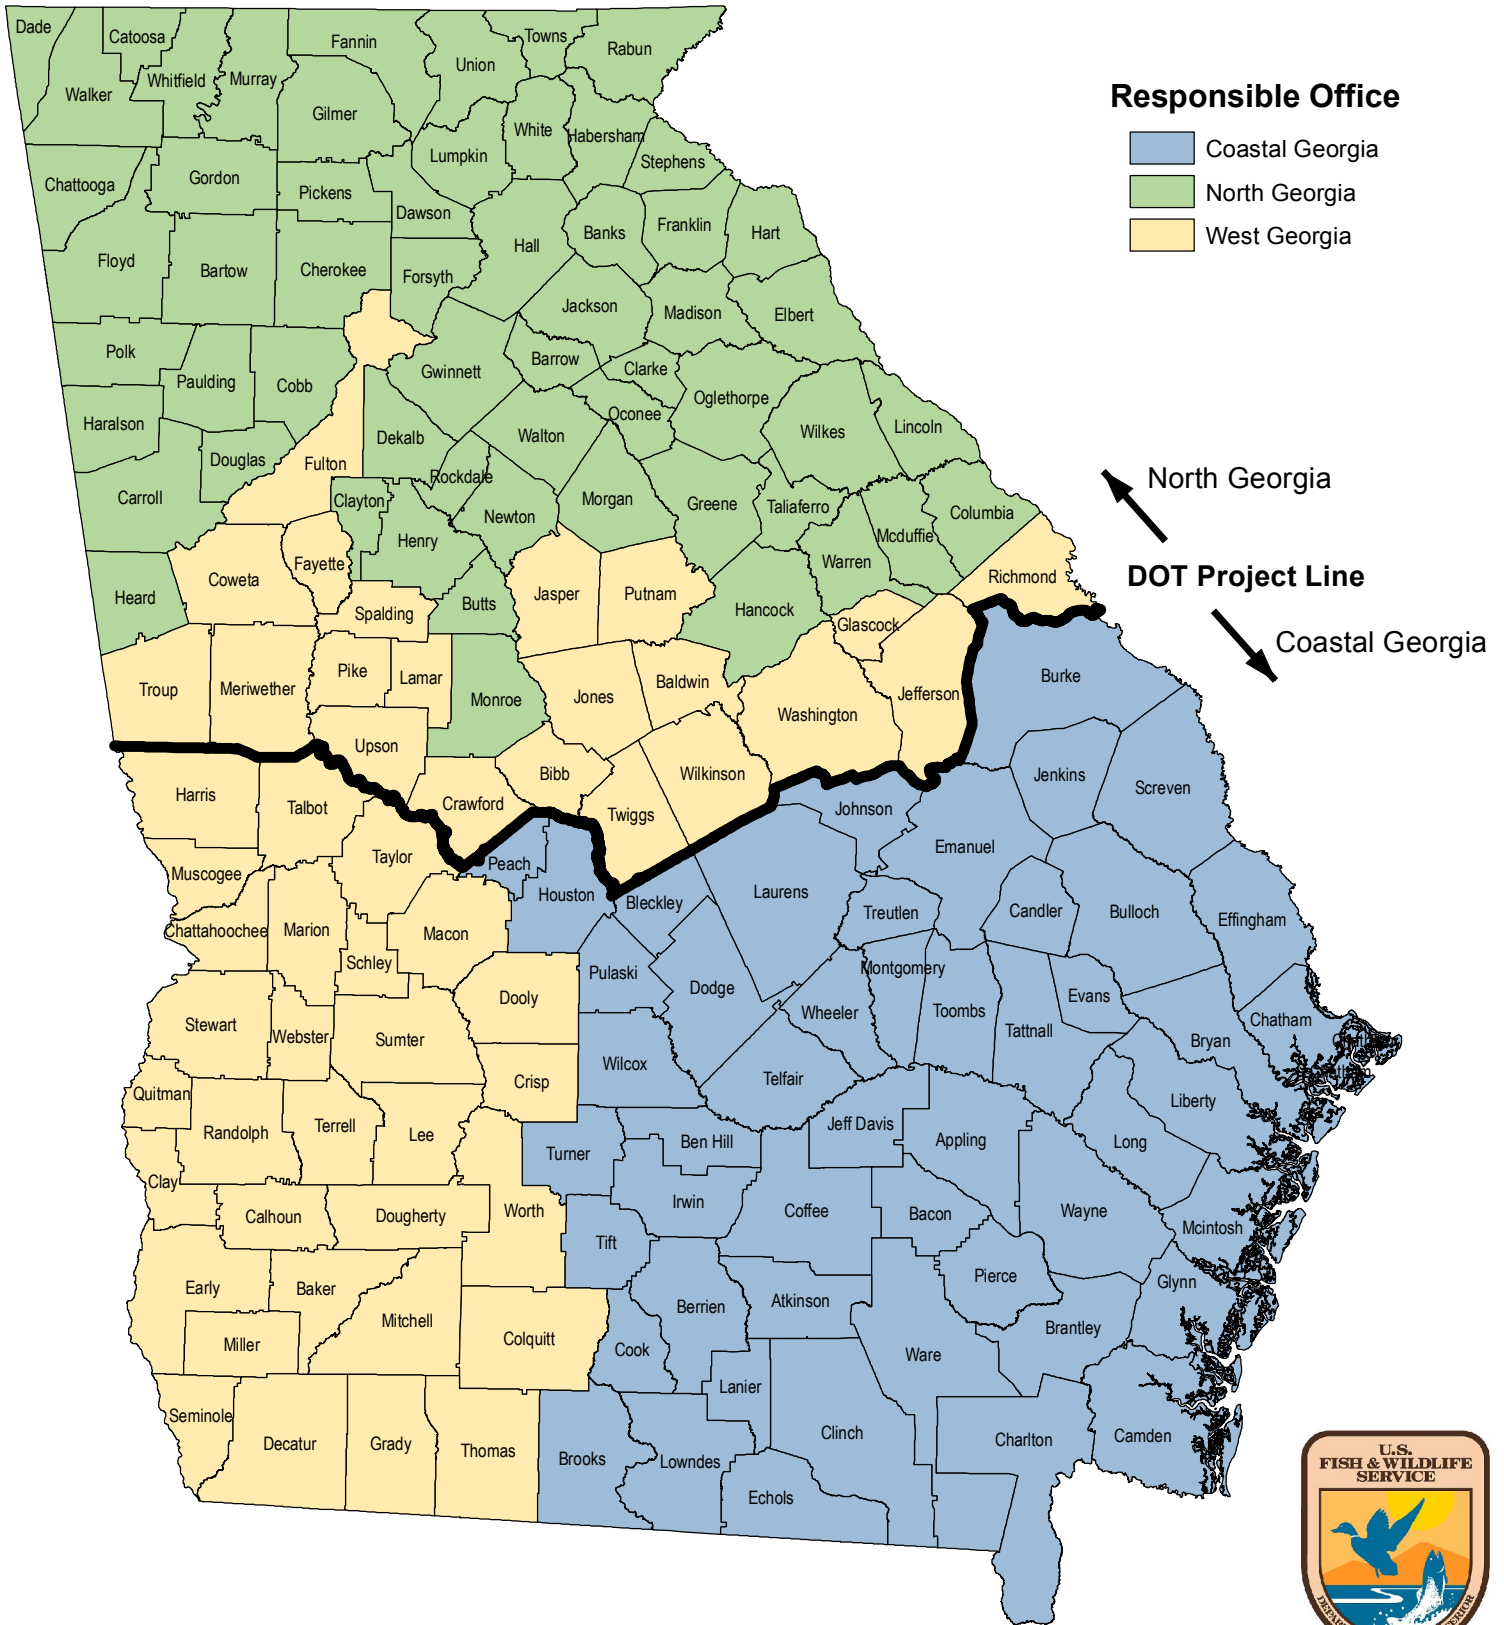 Dade
Catoosa
Fannin
Towns
Rabun
Union
Whitfield
Murray
Walker
Gilmer
White
Habersham
Lumpkin
Stephens
Chattooga
Gordon
Pickens
Dawson
Banks
Franklin
Hart
Hall
Floyd
Bartow
Cherokee
Forsyth
Jackson
Madison
Elbert
Polk
Paulding
Cobb
Gwinnett
Barrow
Clarke
Oglethorpe
Oconee
Haralson
Dekalb
Walton
Wilkes
Lincoln
Douglas
Fulton
Rockdale
Carroll
Clayton
Newton
Morgan
Greene
Taliaferro
Columbia
Henry
Mcduffie
Warren
Richmond
Coweta
Fayette
Heard
Spalding
Butts
Jasper
Putnam
Hancock
Glascock
Troup
Meriwether
Pike
Lamar
Monroe
Jones
Baldwin
Washington
Jefferson
Burke
Upson
Bibb
Wilkinson
Crawford
Twiggs
Harris
Talbot
Johnson
Jenkins
Screven
Taylor
Peach
Emanuel
Muscogee
Houston
Bleckley
Laurens
Treutlen
Candler
Bulloch
Effingham
Chattahoochee
Marion
Macon
Schley
Pulaski
Dodge
Montgomery
Dooly
Wheeler
Toombs
Tattnall
Evans
Chatham
Bryan
Stewart
Webster
Sumter
Wilcox
Telfair
Crisp
Quitman
Liberty
Randolph
Terrell
Lee
Turner
Ben Hill
Jeff Davis
Appling
Long
Clay
Calhoun
Dougherty
Worth
Irwin
Coffee
Bacon
Wayne
Mcintosh
Tift
Early
Baker
Mitchell
Berrien
Atkinson
Pierce
Glynn
Miller
Colquitt
Cook
Ware
Brantley
Lanier
Seminole
Decatur
Grady
Thomas
Brooks
Lowndes
Clinch
Charlton
Camden
Echols
Responsible Office
Coastal Georgia
North Georgia
West Georgia
North Georgia
DOT Project Line
Coastal Georgia
U.S.
FISH & WILDLIFE
SERVICE